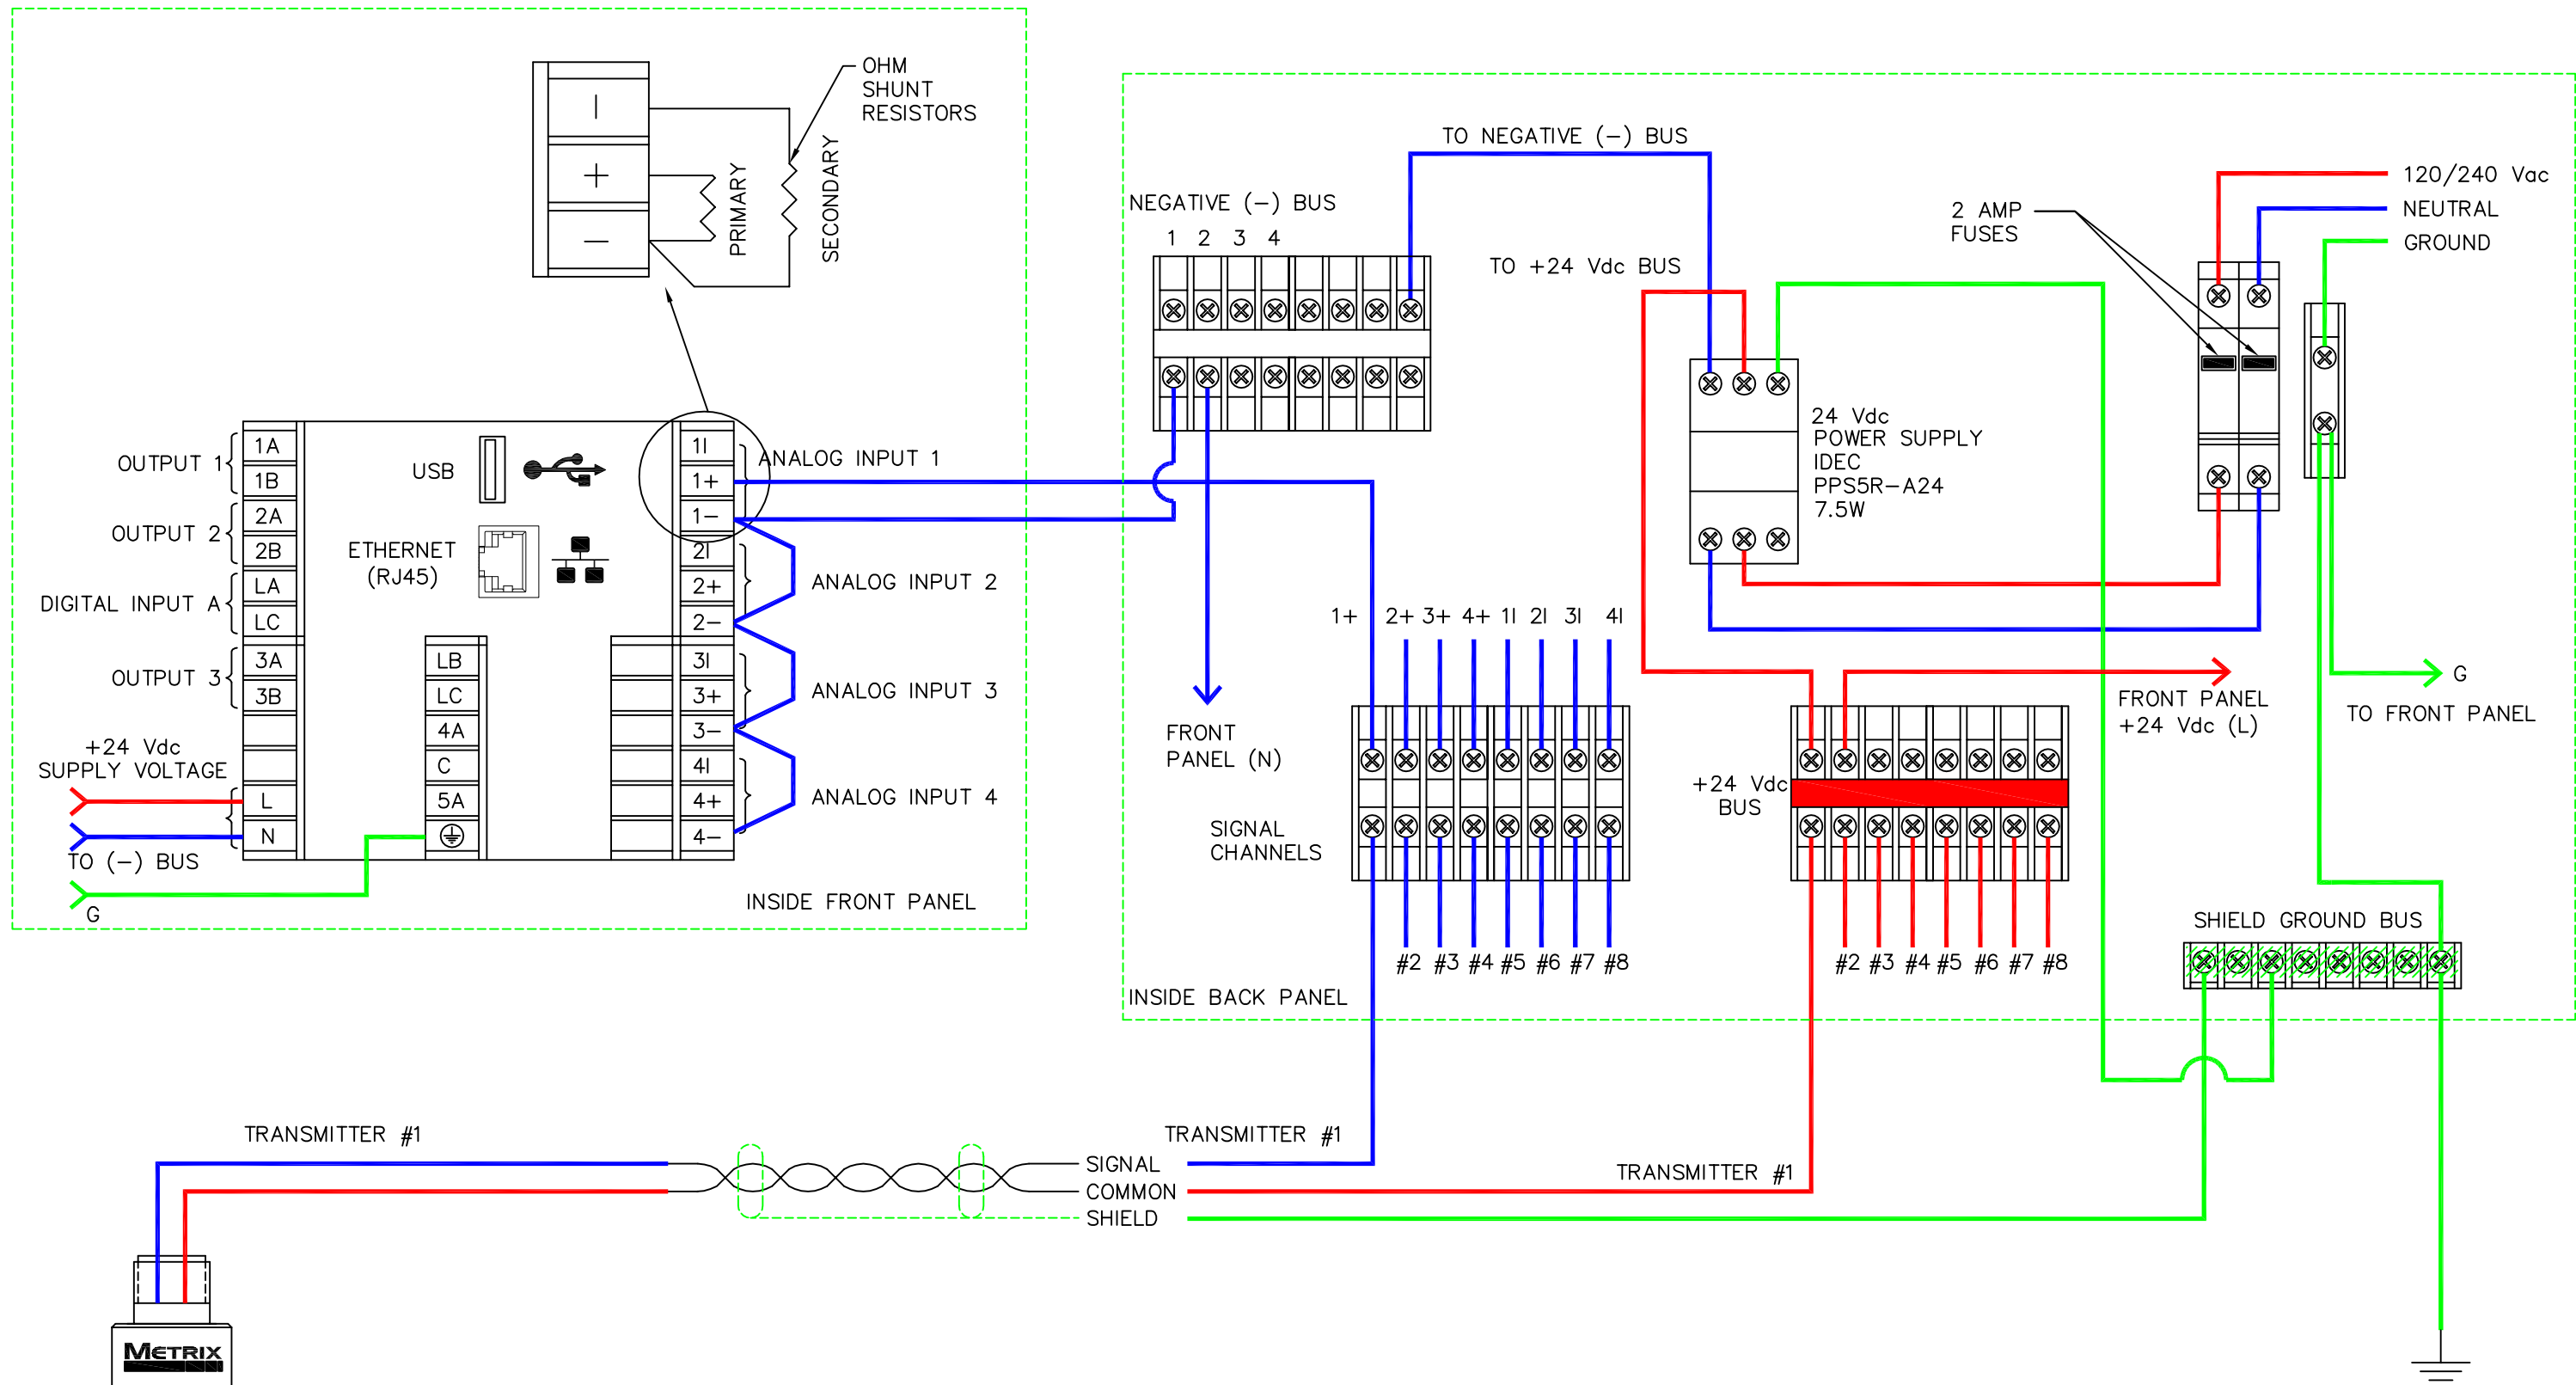 OHM
SHUNT
RESISTORS
I
+
−
PRIMARY
SECONDARY
OUTPUT 1
OUTPUT 2
DIGITAL INPUT A
OUTPUT 3
+24 Vdc
SUPPLY VOLTAGE
TO (−) BUS
G
1A
1B
2A
2B
LA
LC
3A
3B
L
N
USB
ETHERNET
(RJ45)
LB
LC
4A
C
5A
1I
1+
1−
2I
2+
2−
3I
3+
3−
4I
4+
4−
ANALOG INPUT 1
ANALOG INPUT 2
ANALOG INPUT 3
ANALOG INPUT 4
INSIDE FRONT PANEL
TO NEGATIVE (−) BUS
NEGATIVE (−) BUS
1 2 3 4
TO +24 Vdc BUS
FRONT
PANEL (N)
24 Vdc
POWER SUPPLY
IDEC
PPS5R−A24
7.5W
2 AMP
FUSES
120/240 Vac
NEUTRAL
GROUND
1+ 2+ 3+ 4+ 1I 2I 3I 4I
SIGNAL
CHANNELS
#2 #3 #4 #5 #6 #7 #8
+24 Vdc
BUS
#2 #3 #4 #5 #6 #7 #8
FRONT PANEL
+24 Vdc (L)
G
TO FRONT PANEL
SHIELD GROUND BUS
INSIDE BACK PANEL
TRANSMITTER #1
TRANSMITTER #1
TRANSMITTER #1
SIGNAL
COMMON
SHIELD
METRIX